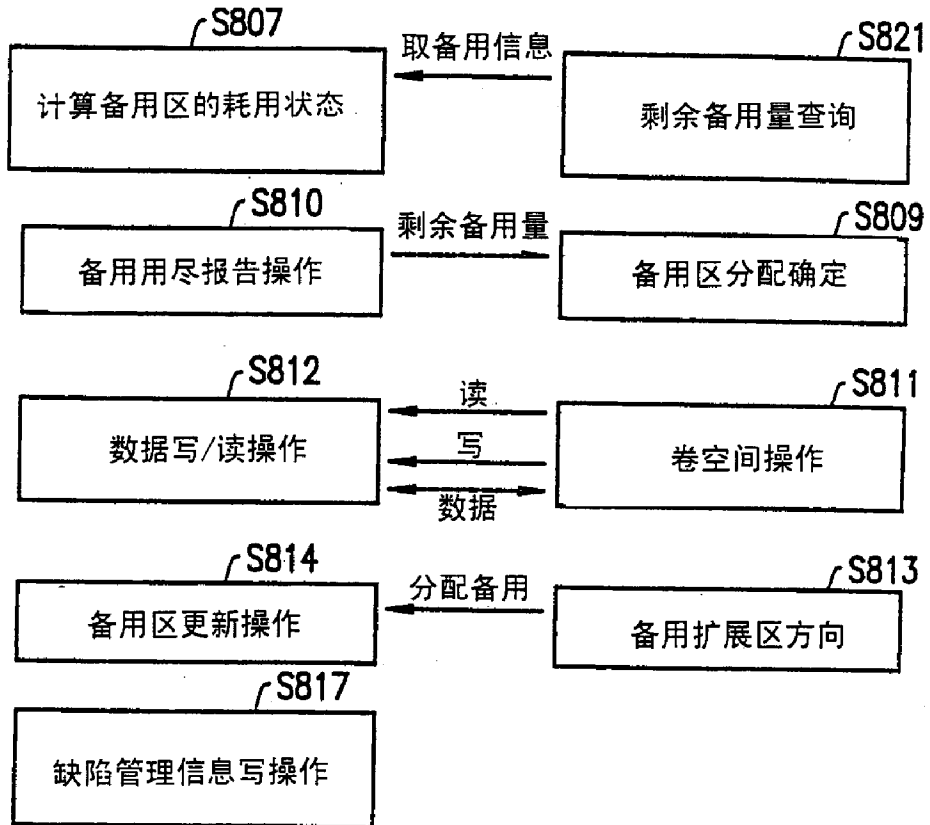 S807
取备用信息
S821
计算备用区的耗用状态
剩余备用量查询
S810
剩余备用量
S809
备用用尽报告操作
备用区分配确定
S812
读
S811
数据写/读操作
写
卷空间操作
数据
S814
分配备用
S813
备用区更新操作
备用扩展区方向
S817
缺陷管理信息写操作